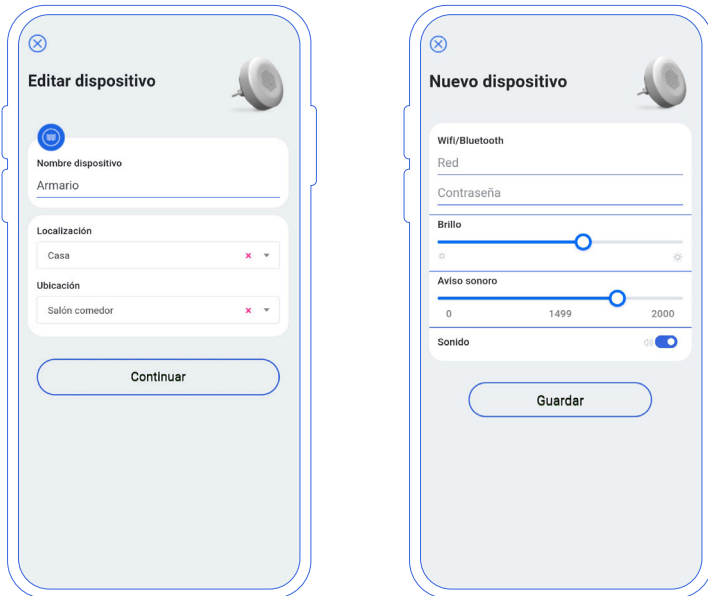 Editar dispositivo
Nombre dispositivo
Armario
Localización
Casa
Ubicación
Salón comedor
Continuar
Nuevo dispositivo
Wifi/Bluetooth
Red
Contraseña
Brillo
Aviso sonoro
0 1499 2000
Sonido
Guardar